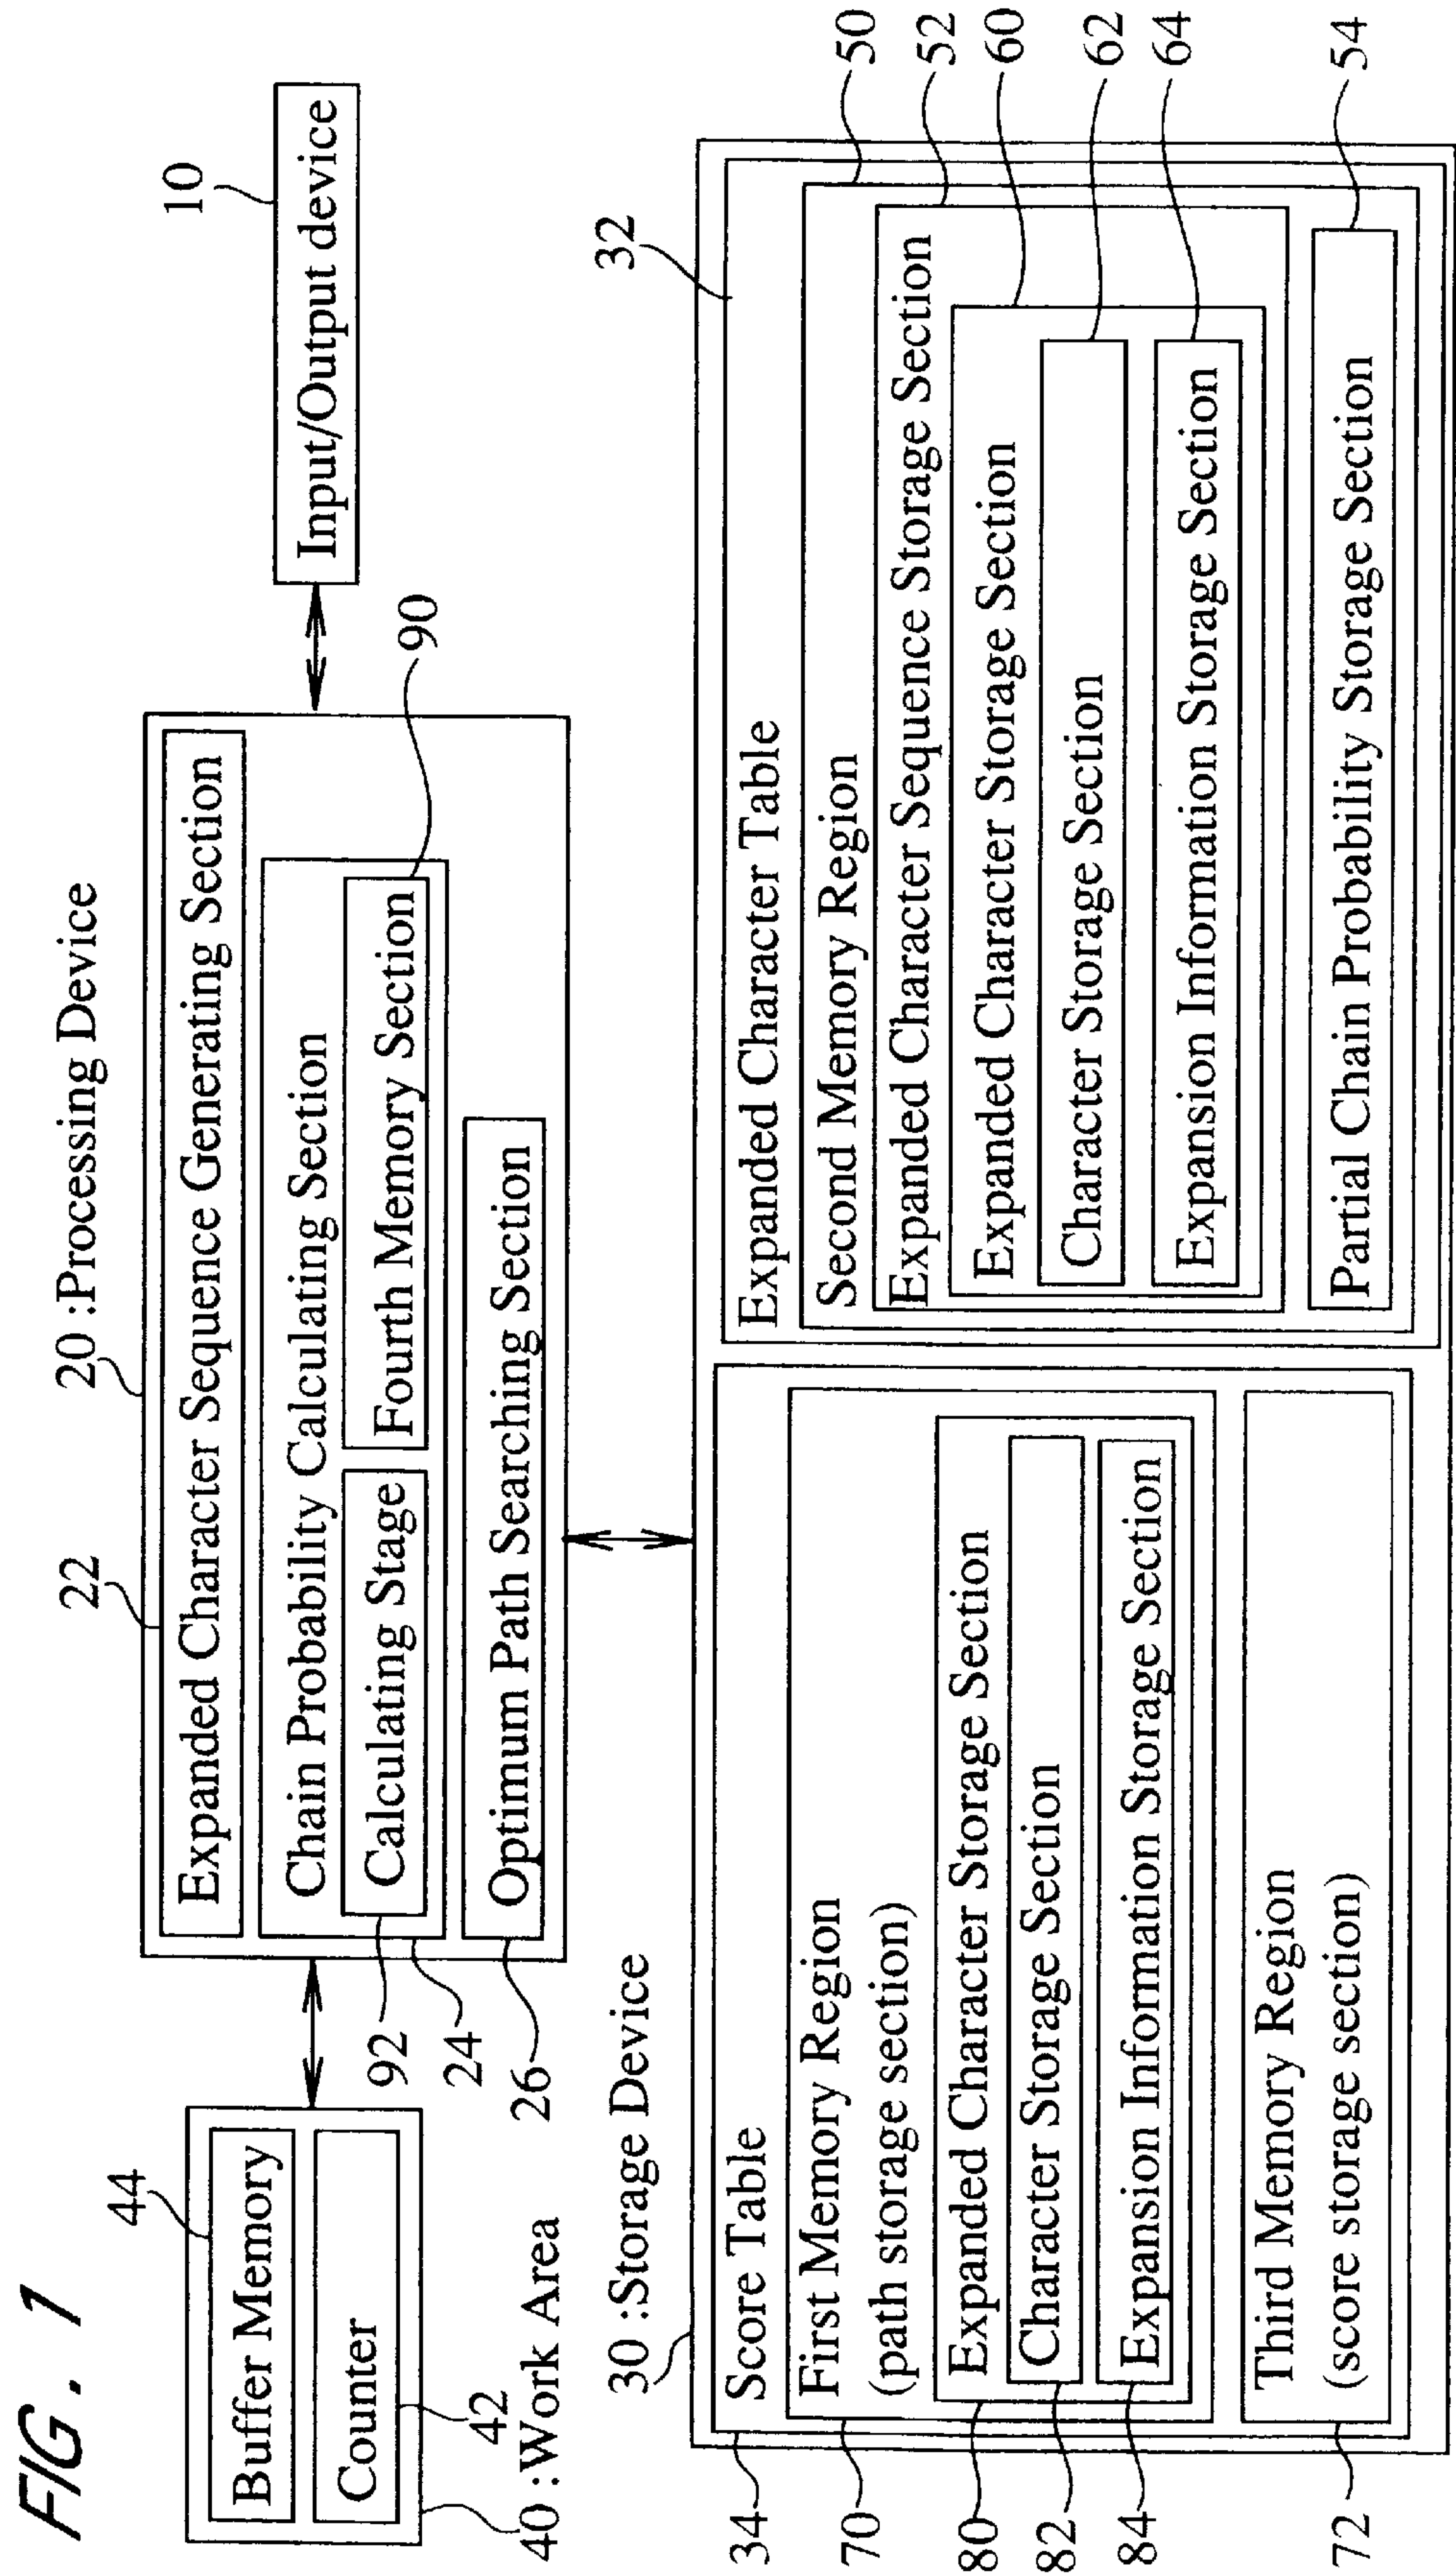 FIG. 1
44
Buffer Memory
Counter
42
40 :Work Area
20 :Processing Device
22
Expanded Character Sequence Generating Section
Chain Probability Calculating Section
Calculating Stage
Fourth Memory Section
90
Optimum Path Searching Section
92
24
26
10
Input/Output device
30 :Storage Device
Score Table
First Memory Region
(path storage section)
Expanded Character Storage Section
Character Storage Section
Expansion Information Storage Section
Third Memory Region
(score storage section)
34
70
80
82
84
72
32
Expanded Character Table
Second Memory Region
Expanded Character Sequence Storage Section
Expanded Character Storage Section
Character Storage Section
Expansion Information Storage Section
Partial Chain Probability Storage Section
50
52
60
62
64
54